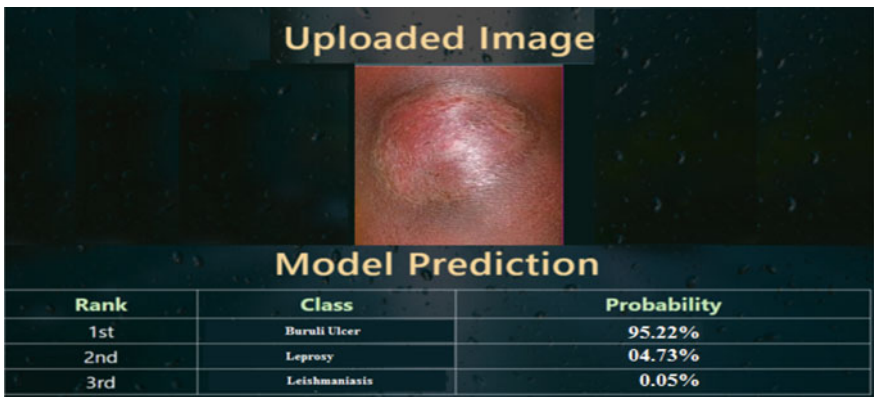 Uploaded Image
Model Prediction
Rank Class Probability
1st Buruli Ulcer 95.22%
2nd Leprosy 04.73%
3rd Leishmaniasis 0.05%